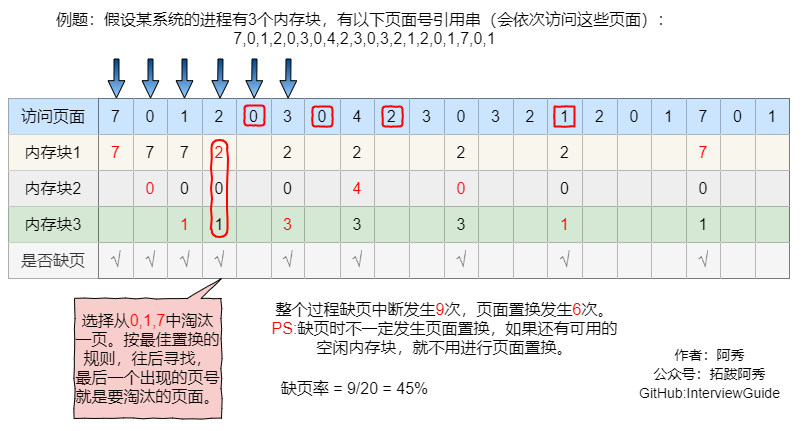 例题：假设某系统的进程有3个内存块，有以下页面号引用串（会依次访问这些页面）：
7,0,1,2,0,3,0,4,2,3,0,3,2,1,2,0,1,7,0,1
访问页面 7 0 1 2 0 3 0 4 2 3 0 3 2 1 2 0 1 7 0 1
内存块1 7 7 7 2 2 2 2 2 7
内存块2 0 0 0 0 4 0 0 0
内存块3 1 1 3 3 3 1 1
是否缺页 √ √ √ √ √ √ √ √ √
选择从0,1,7中淘汰
一页。按最佳置换的
规则，往后寻找，
最后一个出现的页号
就是要淘汰的页面。
整个过程缺页中断发生9次，页面置换发生6次。
PS:缺页时不一定发生页面置换，如果还有可用的
空闲内存块，就不用进行页面置换。
缺页率 = 9/20 = 45%
作者：阿秀
公众号：拓跋阿秀
GitHub:InterviewGuide